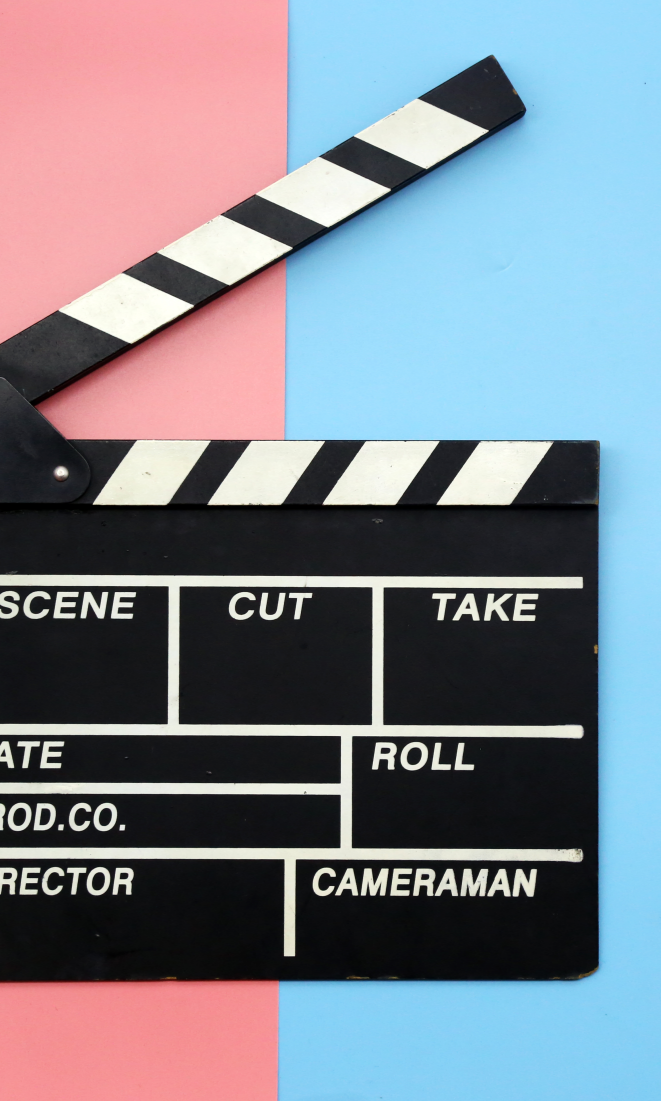 SCENE CUT TAKE
ATE ROLL
ROD.CO.
RECTOR CAMERAMAN